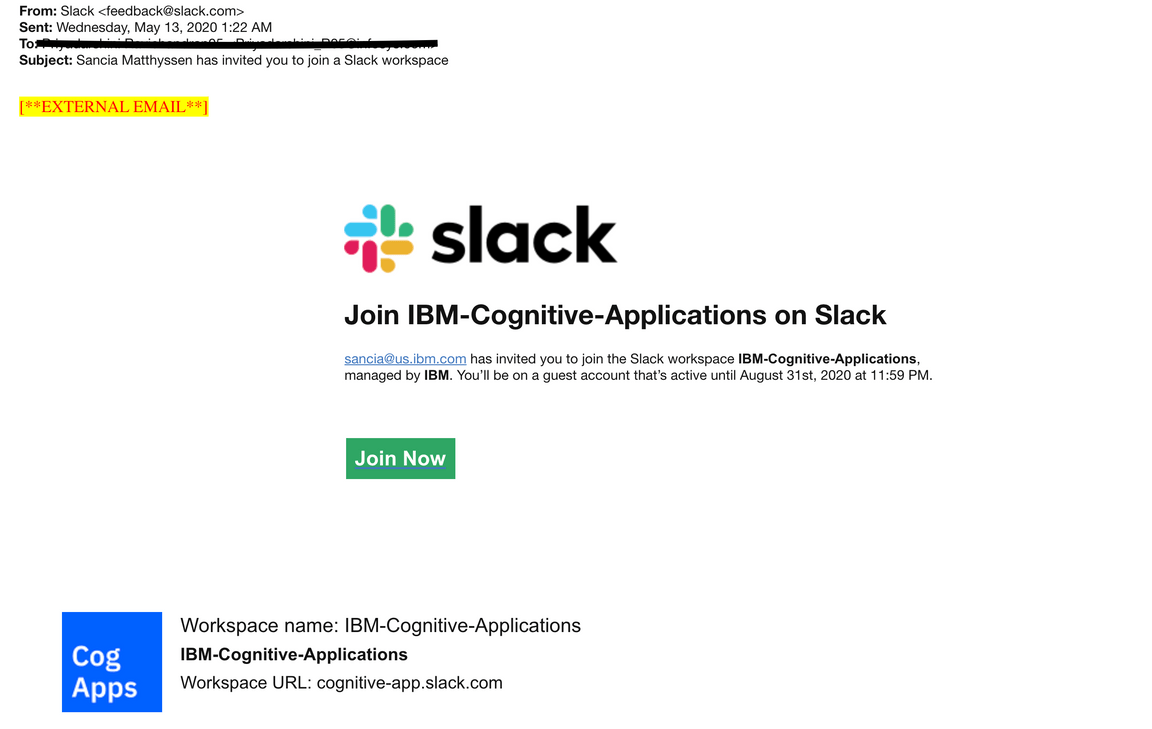 From: Slack <feedback@slack.com>
Sent: Wednesday, May 13, 2020 1:22 AM
To:
Subject: Sancia Matthyssen has invited you to join a Slack workspace
[**EXTERNAL EMAIL**]
slack
Join IBM-Cognitive-Applications on Slack
sancia@us.ibm.com has invited you to join the Slack workspace IBM-Cognitive-Applications,
managed by IBM. You’ll be on a guest account that’s active until August 31st, 2020 at 11:59 PM.
Join Now
Cog
Apps
Workspace name: IBM-Cognitive-Applications
IBM-Cognitive-Applications
Workspace URL: cognitive-app.slack.com